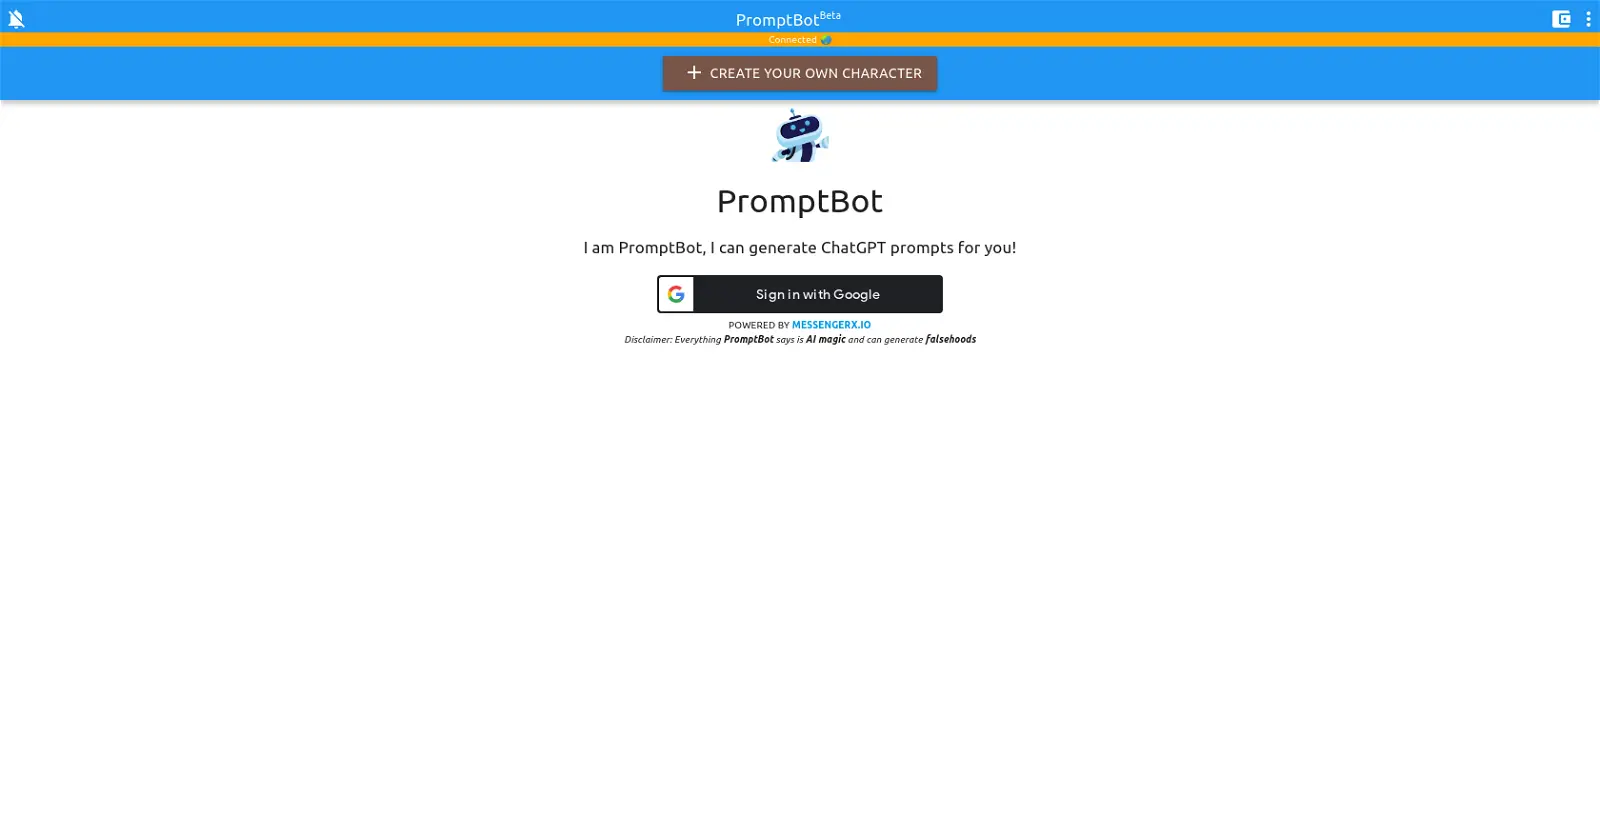 PromptBot Beta
Connected
CREATE YOUR OWN CHARACTER
PromptBot
I am PromptBot, I can generate ChatGPT prompts for you!
Sign in with Google
POWERED BY MESSENGERX.IO
Disclaimer: Everything PromptBot says is AI magic and can generate falsehoods